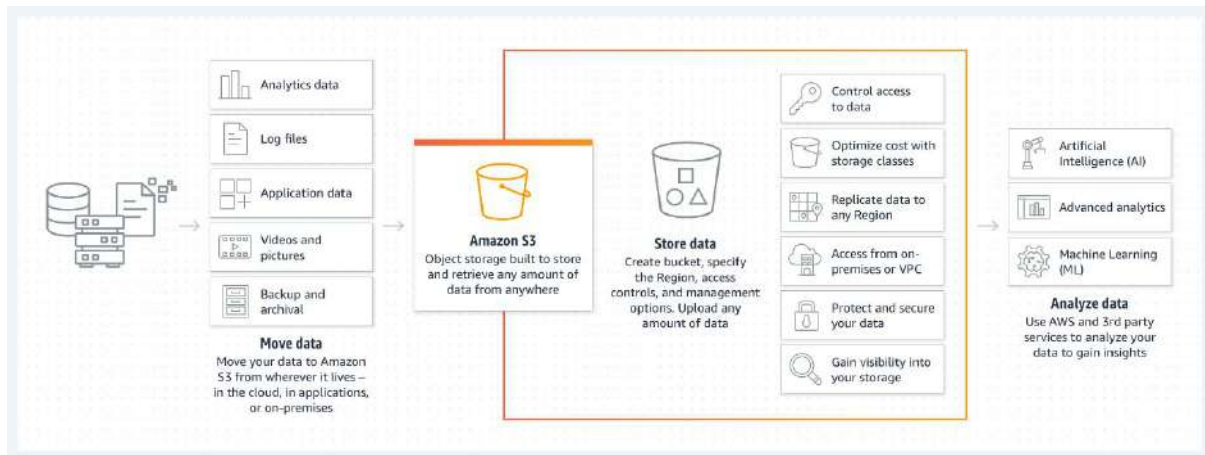 Analytics data
Log files
Application data
Videos and
pictures
Backup and
archival
Move data
Move your data to Amazon
S3 from wherever it lives –
in the cloud, in applications,
or on-premises
Amazon S3
Object storage built to store
and retrieve any amount of
data from anywhere
Store data
Create bucket, specify
the Region, access
controls, and management
options. Upload any
amount of data
Control access
to data
Optimize cost with
storage classes
Replicate data to
any Region
Access from on-
premises or VPC
Protect and secure
your data
Gain visibility into
your storage
Artificial
Intelligence (AI)
Advanced analytics
Machine Learning
(ML)
Analyze data
Use AWS and 3rd party
services to analyze your
data to gain insights